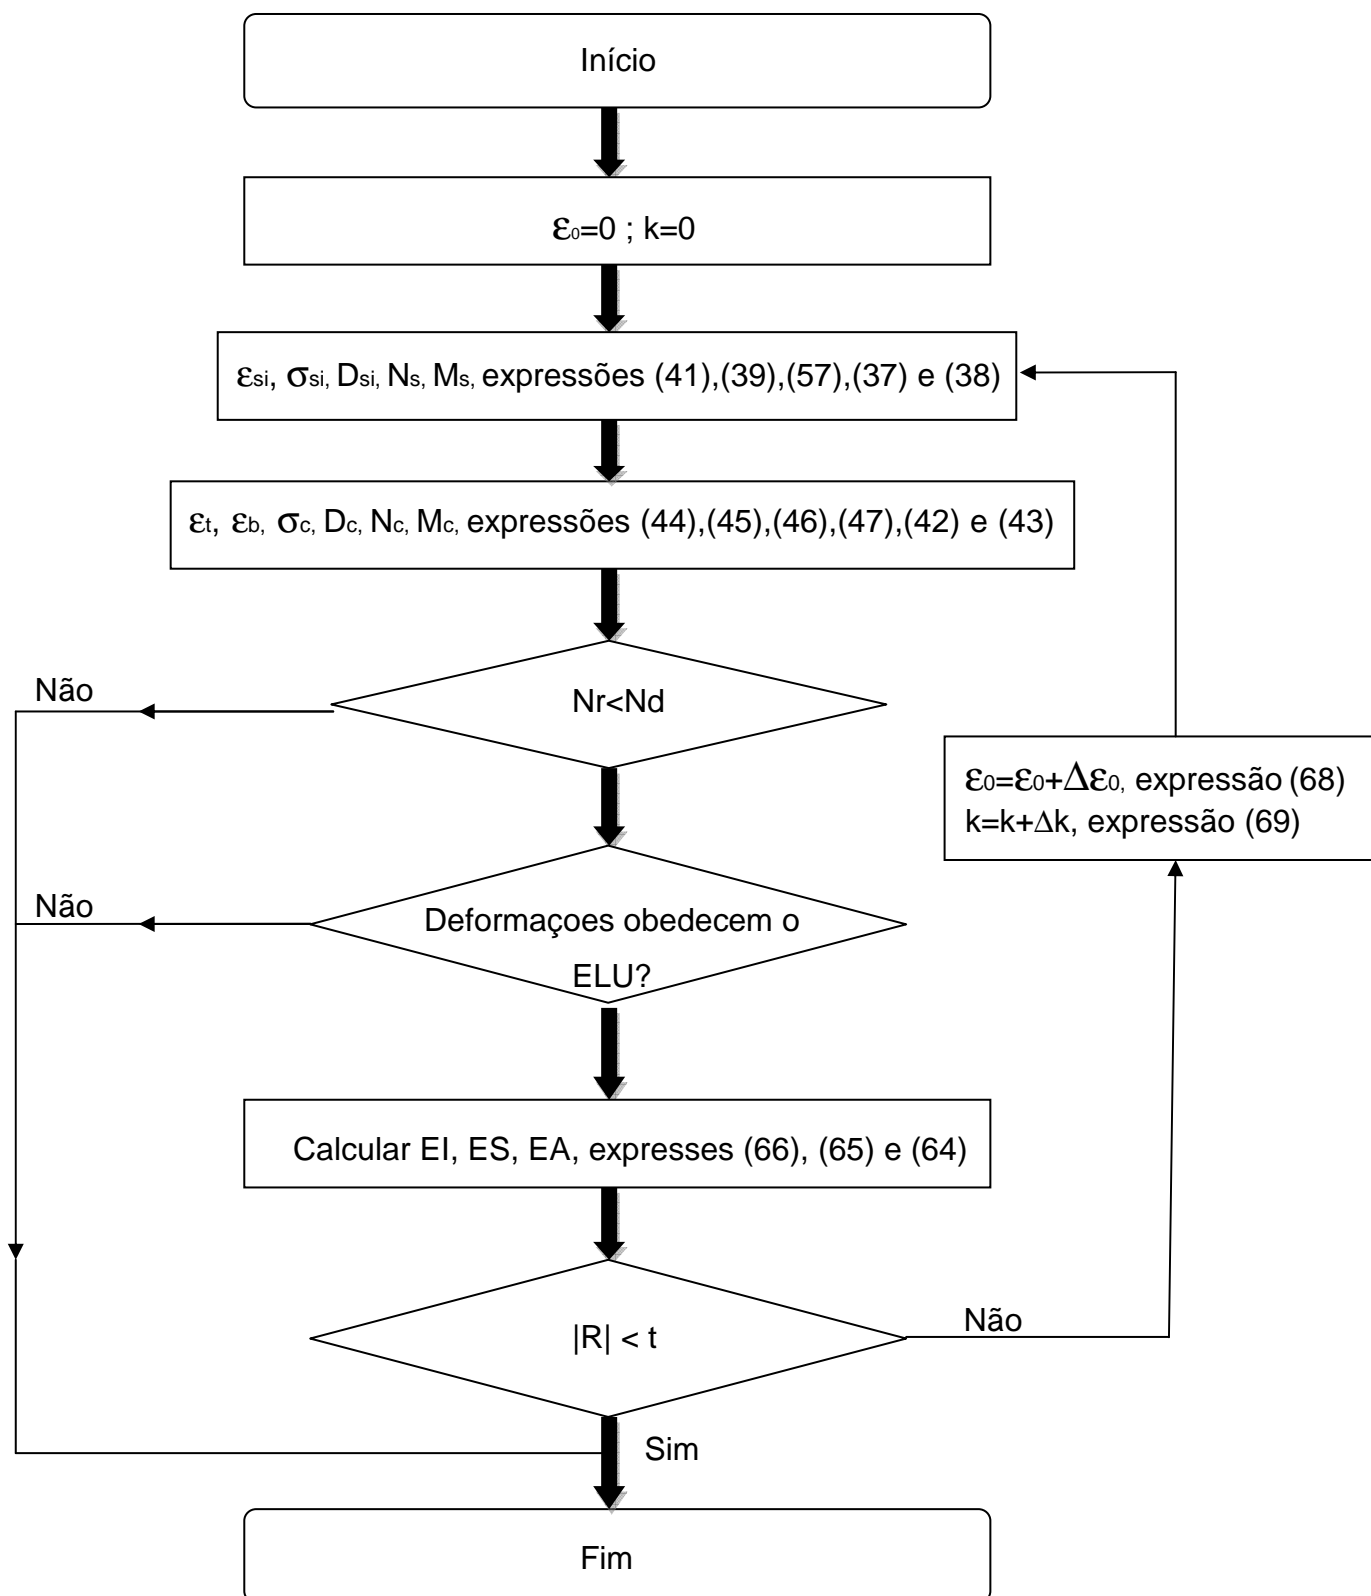 Início
ε0=0 ; k=0
εsi, σsi, Dsi, Ns, Ms, expressões (41),(39),(57),(37) e (38)
εt, εb, σc, Dc, Nc, Mc, expressões (44),(45),(46),(47),(42) e (43)
Não
Nr<Nd
ε0=ε0+Δε0, expressão (68)
k=k+Δk, expressão (69)
Não
Deformaçoes obedecem o
ELU?
Calcular EI, ES, EA, expresses (66), (65) e (64)
|R| < t
Não
Sim
Fim